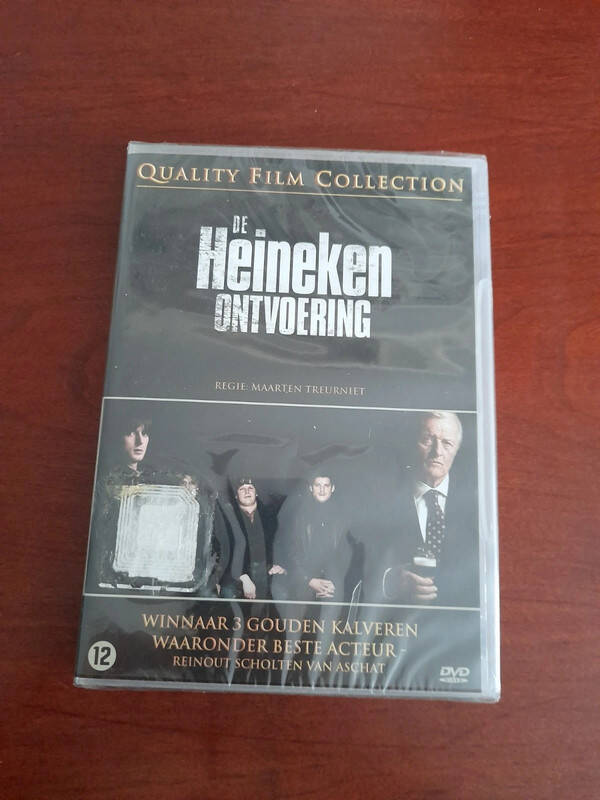 QUALITY FILM COLLECTION
DE
Heineken
ONTVOERING
REGIE: MAARTEN TREURNIET
WINNAAR 3 GOUDEN KALVEREN
WAARONDER BESTE ACTEUR -
REINOUT SCHOLTEN VAN ASCHAT
12
DVD